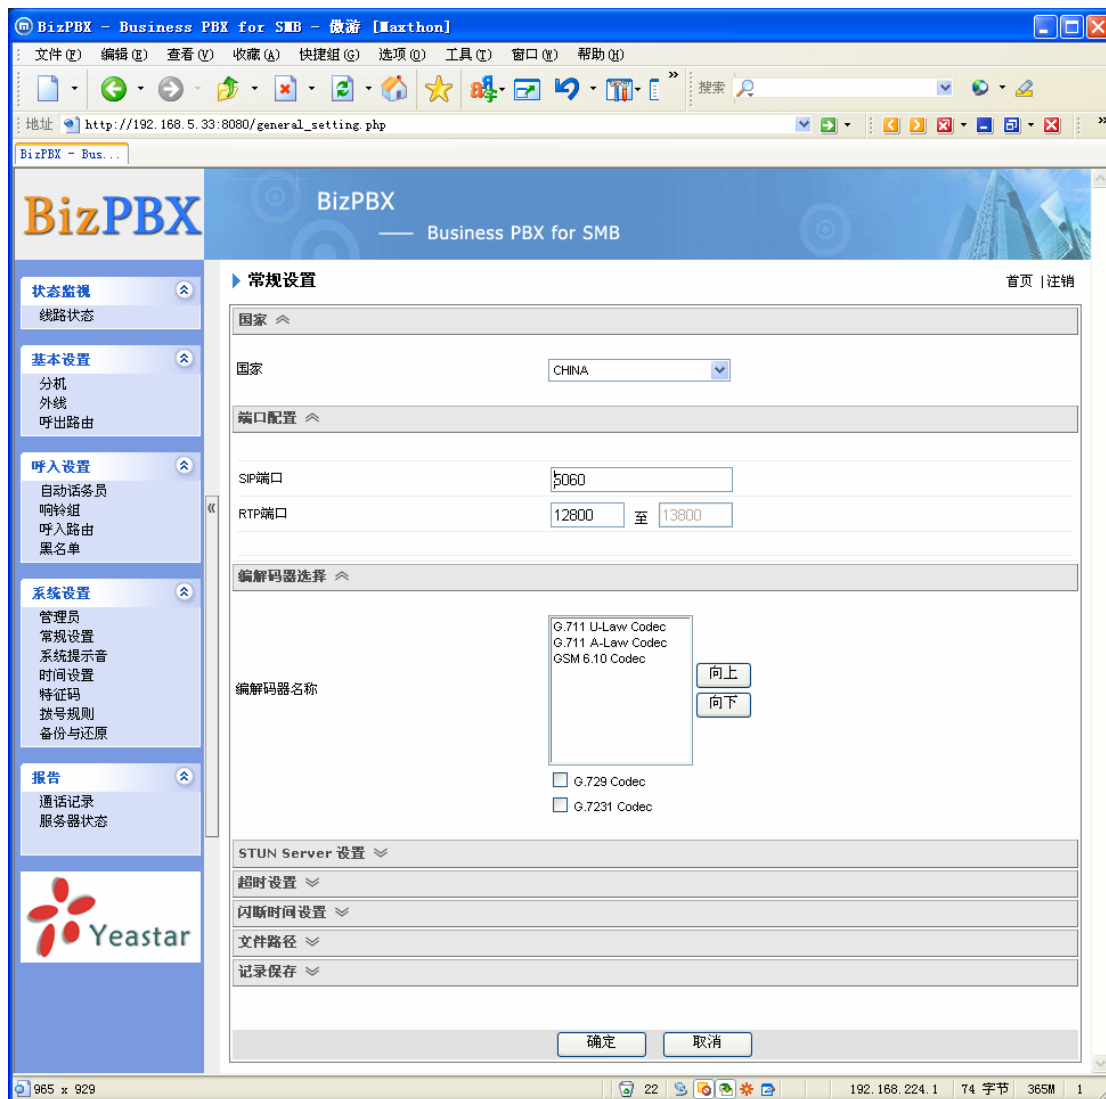 BizPBX - Business PBX for SMB - 傲游 [Maxthon]
文件(F) 编辑(E) 查看(V) 收藏(A) 快捷组(G) 选项(O) 工具(T) 窗口(W) 帮助(H)
搜索
地址 http://192.168.5.33:8080/general_setting.php
BizPBX - Bus...
BizPBX
BizPBX
—— Business PBX for SMB
常规设置
首页 |注销
状态监视
线路状态
基本设置
分机
外线
呼出路由
呼入设置
自动话务员
响铃组
呼入路由
黑名单
系统设置
管理员
常规设置
系统提示音
时间设置
特征码
拨号规则
备份与还原
报告
通话记录
服务器状态
Yeastar
国家
国家 CHINA
端口配置
SIP端口 5060
RTP端口 12800 至 13800
编解码器选择
编解码器名称
G.711 U-Law Codec
G.711 A-Law Codec
GSM 6.10 Codec
向上
向下
G.729 Codec
G.7231 Codec
STUN Server 设置
超时设置
闪断时间设置
文件路径
记录保存
确定 取消
965 x 929 22 192.168.224.1 74 字节 365M 1